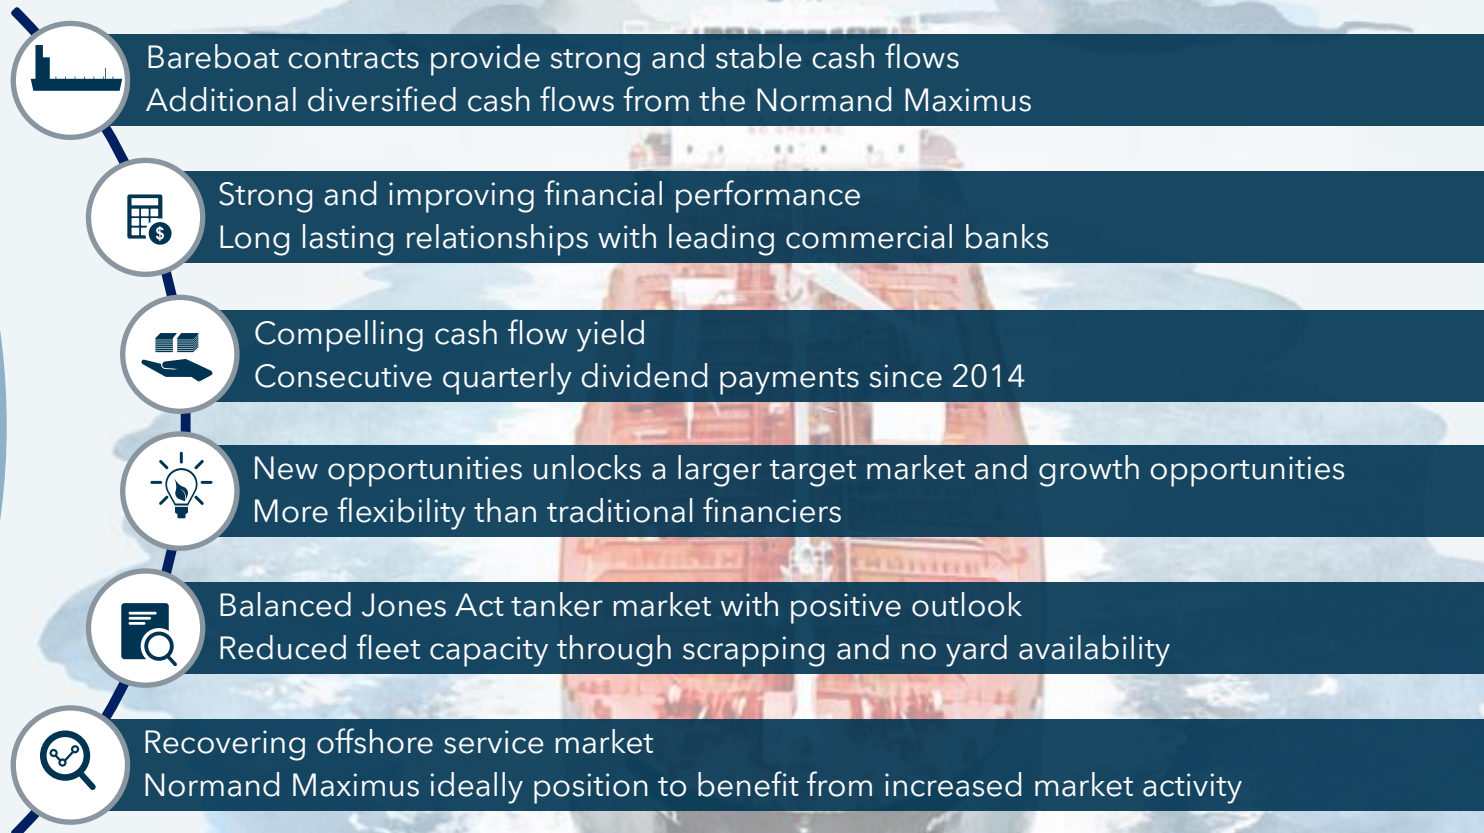 NO SMOKING
Bareboat contracts provide strong and stable cash flows
Additional diversified cash flows from the Normand Maximus
Strong and improving financial performance
Long lasting relationships with leading commercial banks
$
Compelling cash flow yield
Consecutive quarterly dividend payments since 2014
New opportunities unlocks a larger target market and growth opportunities
More flexibility than traditional financiers
Balanced Jones Act tanker market with positive outlook
Reduced fleet capacity through scrapping and no yard availability
Recovering offshore service market
Normand Maximus ideally position to benefit from increased market activity